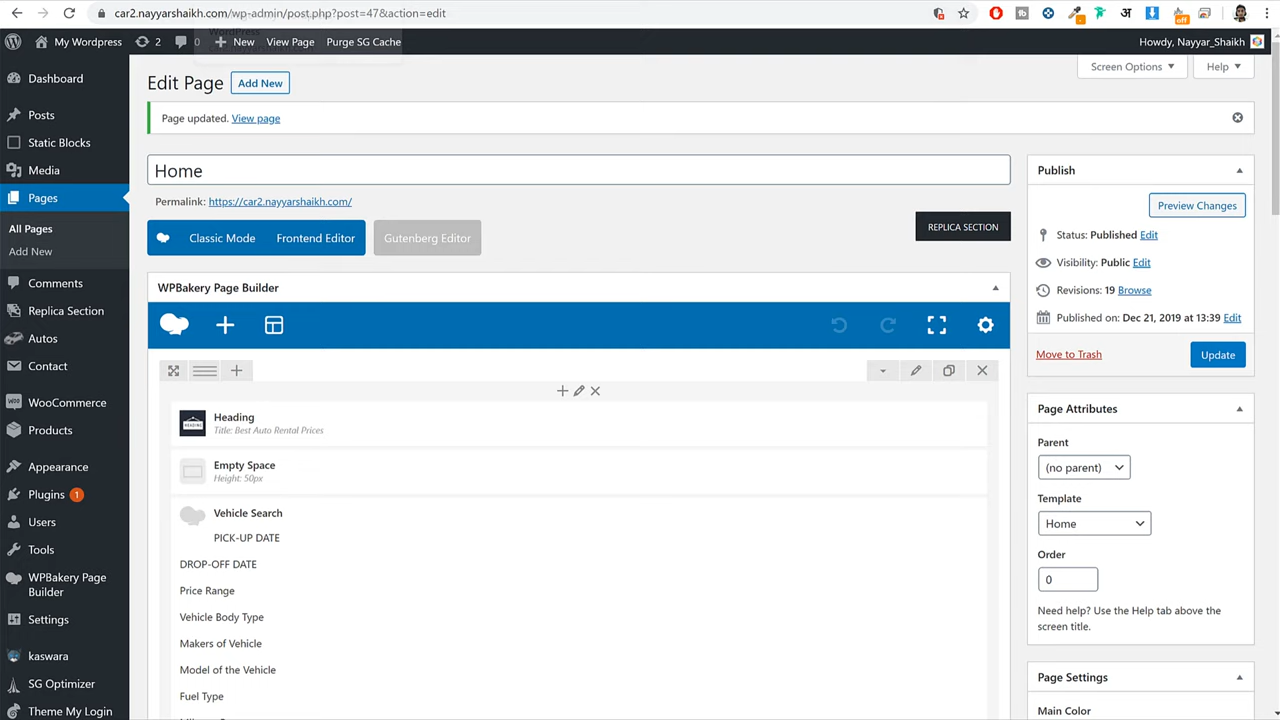 car2.nayyarshaikh.com/wp-admin/post.php?post=47&action=edit
off
My Wordpress
2
0
New
View Page
Purge SG Cache
Howdy, Nayyar_Shaikh
WordPress
Dashboard
Posts
Static Blocks
Media
Pages
All Pages
Add New
Comments
Replica Section
Autos
Contact
WooCommerce
Products
Appearance
Plugins 1
Users
Tools
WPBakery Page
Builder
Settings
kaswara
SG Optimizer
Theme My Login
Edit Page
Add New
Screen Options
Help
Page updated. View page
Home
Permalink: https://car2.nayyarshaikh.com/
Classic Mode
Frontend Editor
Gutenberg Editor
REPLICA SECTION
WPBakery Page Builder
HEADING
Heading
Title: Best Auto Rental Prices
Empty Space
Height: 50px
Vehicle Search
PICK-UP DATE
DROP-OFF DATE
Price Range
Vehicle Body Type
Makers of Vehicle
Model of the Vehicle
Fuel Type
Publish
Preview Changes
Status: Published Edit
Visibility: Public Edit
Revisions: 19 Browse
Published on: Dec 21, 2019 at 13:39 Edit
Move to Trash
Update
Page Attributes
Parent
(no parent)
Template
Home
Order
0
Need help? Use the Help tab above the
screen title.
Page Settings
Main Color